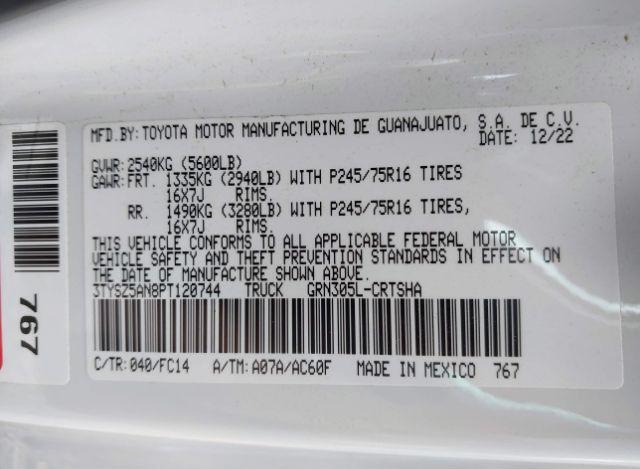 767
MFD.BY:TOYOTA MOTOR MANUFACTURING DE GUANAJUATO, S.A. DE C.V.
DATE: 12/22
GVWR:2540KG (5600LB)
GAWR:FRT. 1335KG (2940LB) WITH P245/75R16 TIRES
16X7J RIMS.
RR. 1490KG (3280LB) WITH P245/75R16 TIRES,
16X7J RIMS.
THIS VEHICLE CONFORMS TO ALL APPLICABLE FEDERAL MOTOR
VEHICLE SAFETY AND THEFT PREVENTION STANDARDS IN EFFECT ON
THE DATE OF MANUFACTURE SHOWN ABOVE.
3TYSZ5AN8PT120744 TRUCK GRN305L-CRTSHA
C/TR:040/FC14 A/TM:A07A/AC60F MADE IN MEXICO 767